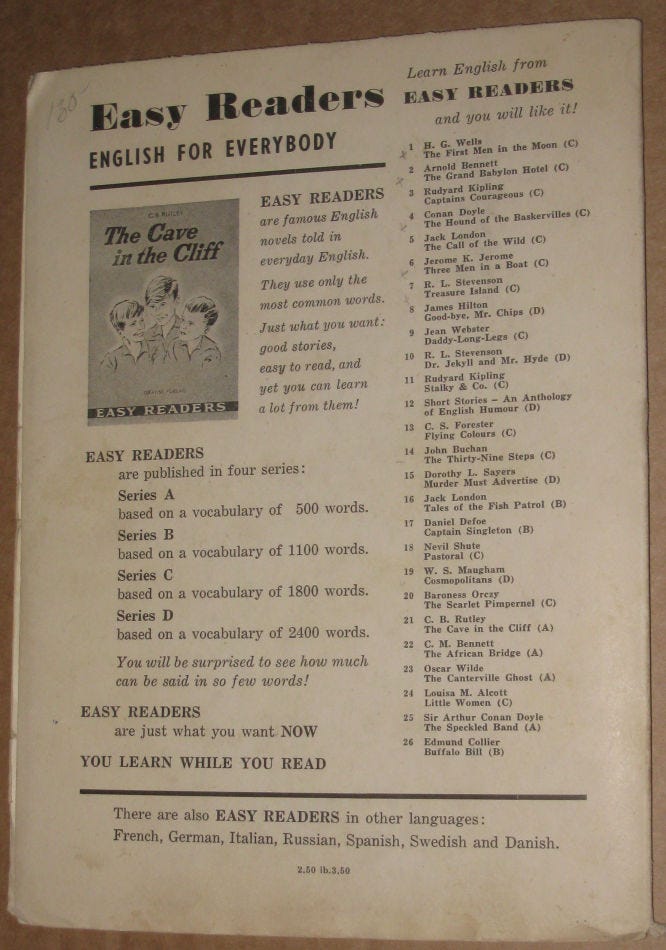 130
Easy Readers
ENGLISH FOR EVERYBODY
C.B. RUTLEY
The Cave
in the Cliff
EASY READERS
EASY READERS
are famous English
novels told in
everyday English.
They use only the
most common words.
Just what you want:
good stories,
easy to read, and
yet you can learn
a lot from them!
EASY READERS
are published in four series:
Series A
based on a vocabulary of 500 words.
Series B
based on a vocabulary of 1100 words.
Series C
based on a vocabulary of 1800 words.
Series D
based on a vocabulary of 2400 words.
You will be surprised to see how much
can be said in so few words!
EASY READERS
are just what you want NOW
YOU LEARN WHILE YOU READ
Learn English from
EASY READERS
and you will like it!
1 H. G. Wells
The First Men in the Moon (C)
2 Arnold Bennett
The Grand Babylon Hotel (C)
3 Rudyard Kipling
Captains Courageous (C)
4 Conan Doyle
The Hound of the Baskervilles (C)
5 Jack London
The Call of the Wild (C)
6 Jerome K. Jerome
Three Men in a Boat (C)
7 R. L. Stevenson
Treasure Island (C)
8 James Hilton
Good-bye, Mr. Chips (D)
9 Jean Webster
Daddy-Long-Legs (C)
10 R. L. Stevenson
Dr. Jekyll and Mr. Hyde (D)
11 Rudyard Kipling
Stalky & Co. (C)
12 Short Stories – An Anthology
of English Humour (D)
13 C. S. Forester
Flying Colours (C)
14 John Buchan
The Thirty-Nine Steps (C)
15 Dorothy L. Sayers
Murder Must Advertise (D)
16 Jack London
Tales of the Fish Patrol (B)
17 Daniel Defoe
Captain Singleton (B)
18 Nevil Shute
Pastoral (C)
19 W. S. Maugham
Cosmopolitans (D)
20 Baroness Orczy
The Scarlet Pimpernel (C)
21 C. B. Rutley
The Cave in the Cliff (A)
22 C. M. Bennett
The African Bridge (A)
23 Oscar Wilde
The Canterville Ghost (A)
24 Louisa M. Alcott
Little Women (C)
25 Sir Arthur Conan Doyle
The Speckled Band (A)
26 Edmund Collier
Buffalo Bill (B)
There are also EASY READERS in other languages:
French, German, Italian, Russian, Spanish, Swedish and Danish.
2.50 ib.3.50